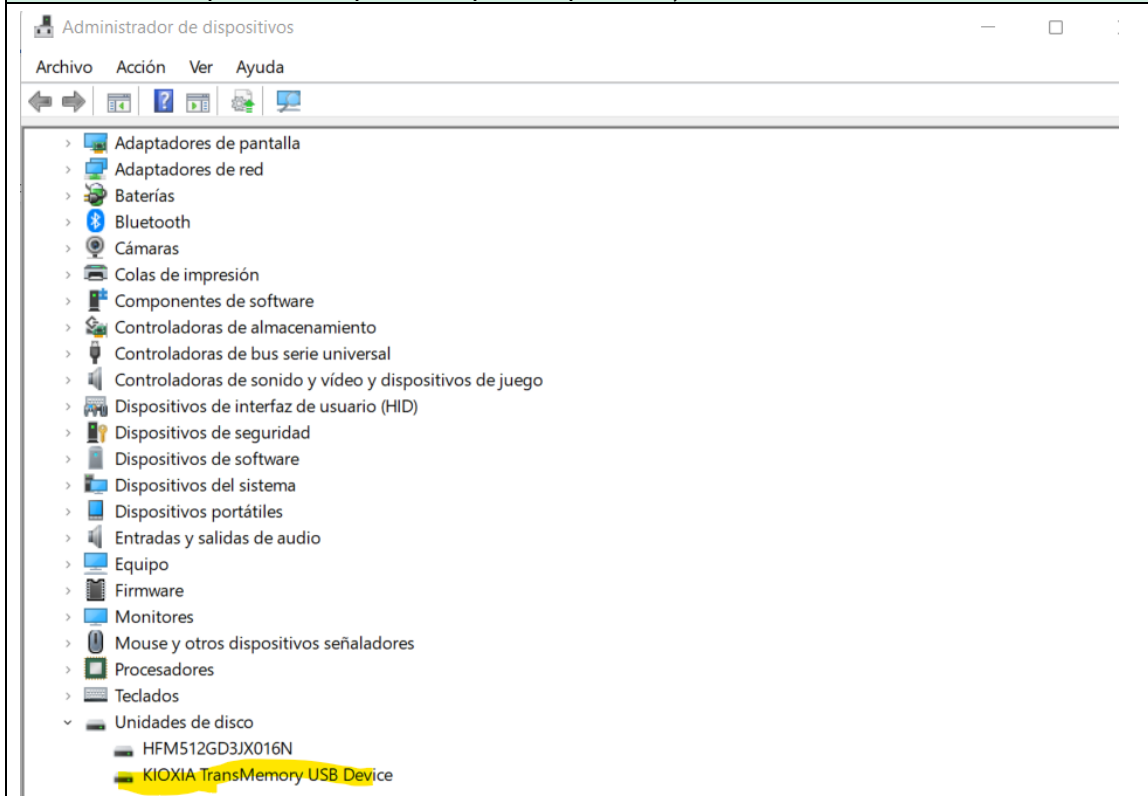 Administrador de dispositivos
Archivo Acción Ver Ayuda
Adaptadores de pantalla
Adaptadores de red
Baterías
Bluetooth
Cámaras
Colas de impresión
Componentes de software
Controladoras de almacenamiento
Controladoras de bus serie universal
Controladoras de sonido y vídeo y dispositivos de juego
Dispositivos de interfaz de usuario (HID)
Dispositivos de seguridad
Dispositivos de software
Dispositivos del sistema
Dispositivos portátiles
Entradas y salidas de audio
Equipo
Firmware
Monitores
Mouse y otros dispositivos señaladores
Procesadores
Teclados
Unidades de disco
HFM512GD3JX016N
KIOXIA TransMemory USB Device